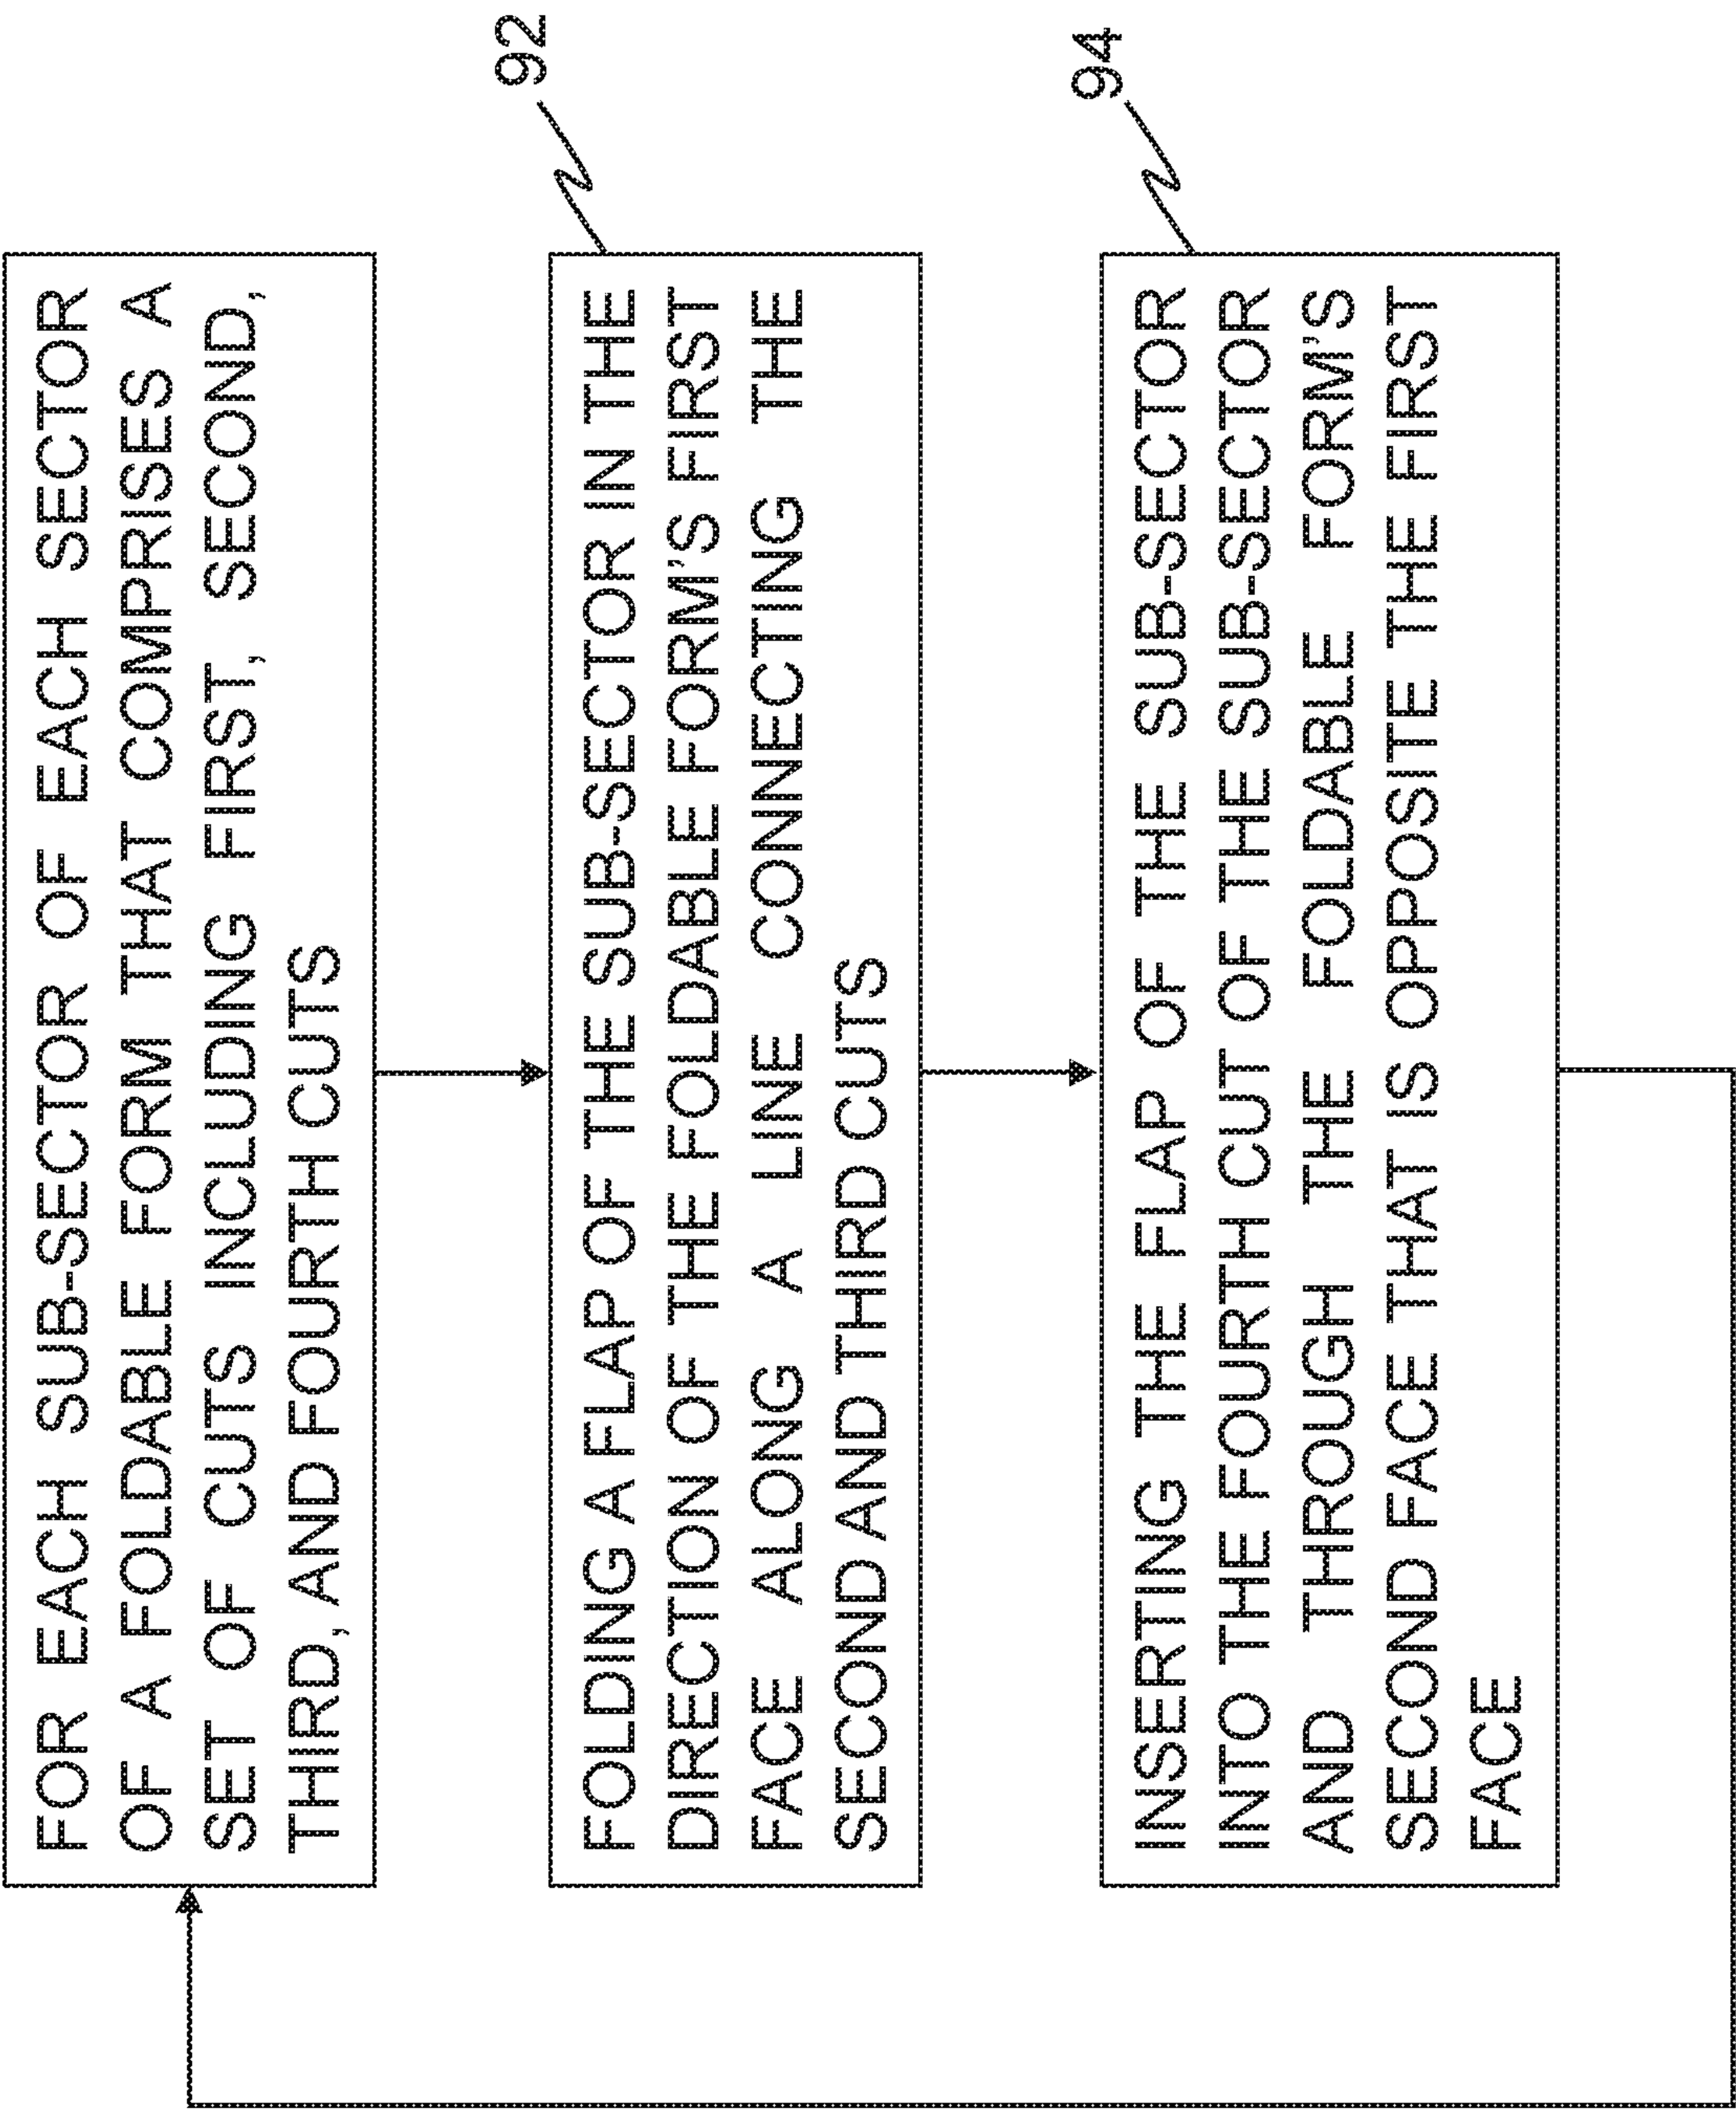 FOR EACH SUB-SECTOR OF EACH SECTOR
OF A FOLDABLE FORM THAT COMPRISES A
SET OF CUTS INCLUDING FIRST, SECOND,
THIRD, AND FOURTH CUTS
92
FOLDING A FLAP OF THE SUB-SECTOR IN THE
DIRECTION OF THE FOLDABLE FORM'S FIRST
FACE ALONG A LINE CONNECTING THE
SECOND AND THIRD CUTS
94
INSERTING THE FLAP OF THE SUB-SECTOR
INTO THE FOURTH CUT OF THE SUB-SECTOR
AND THROUGH THE FOLDABLE FORM'S
SECOND FACE THAT IS OPPOSITE THE FIRST
FACE